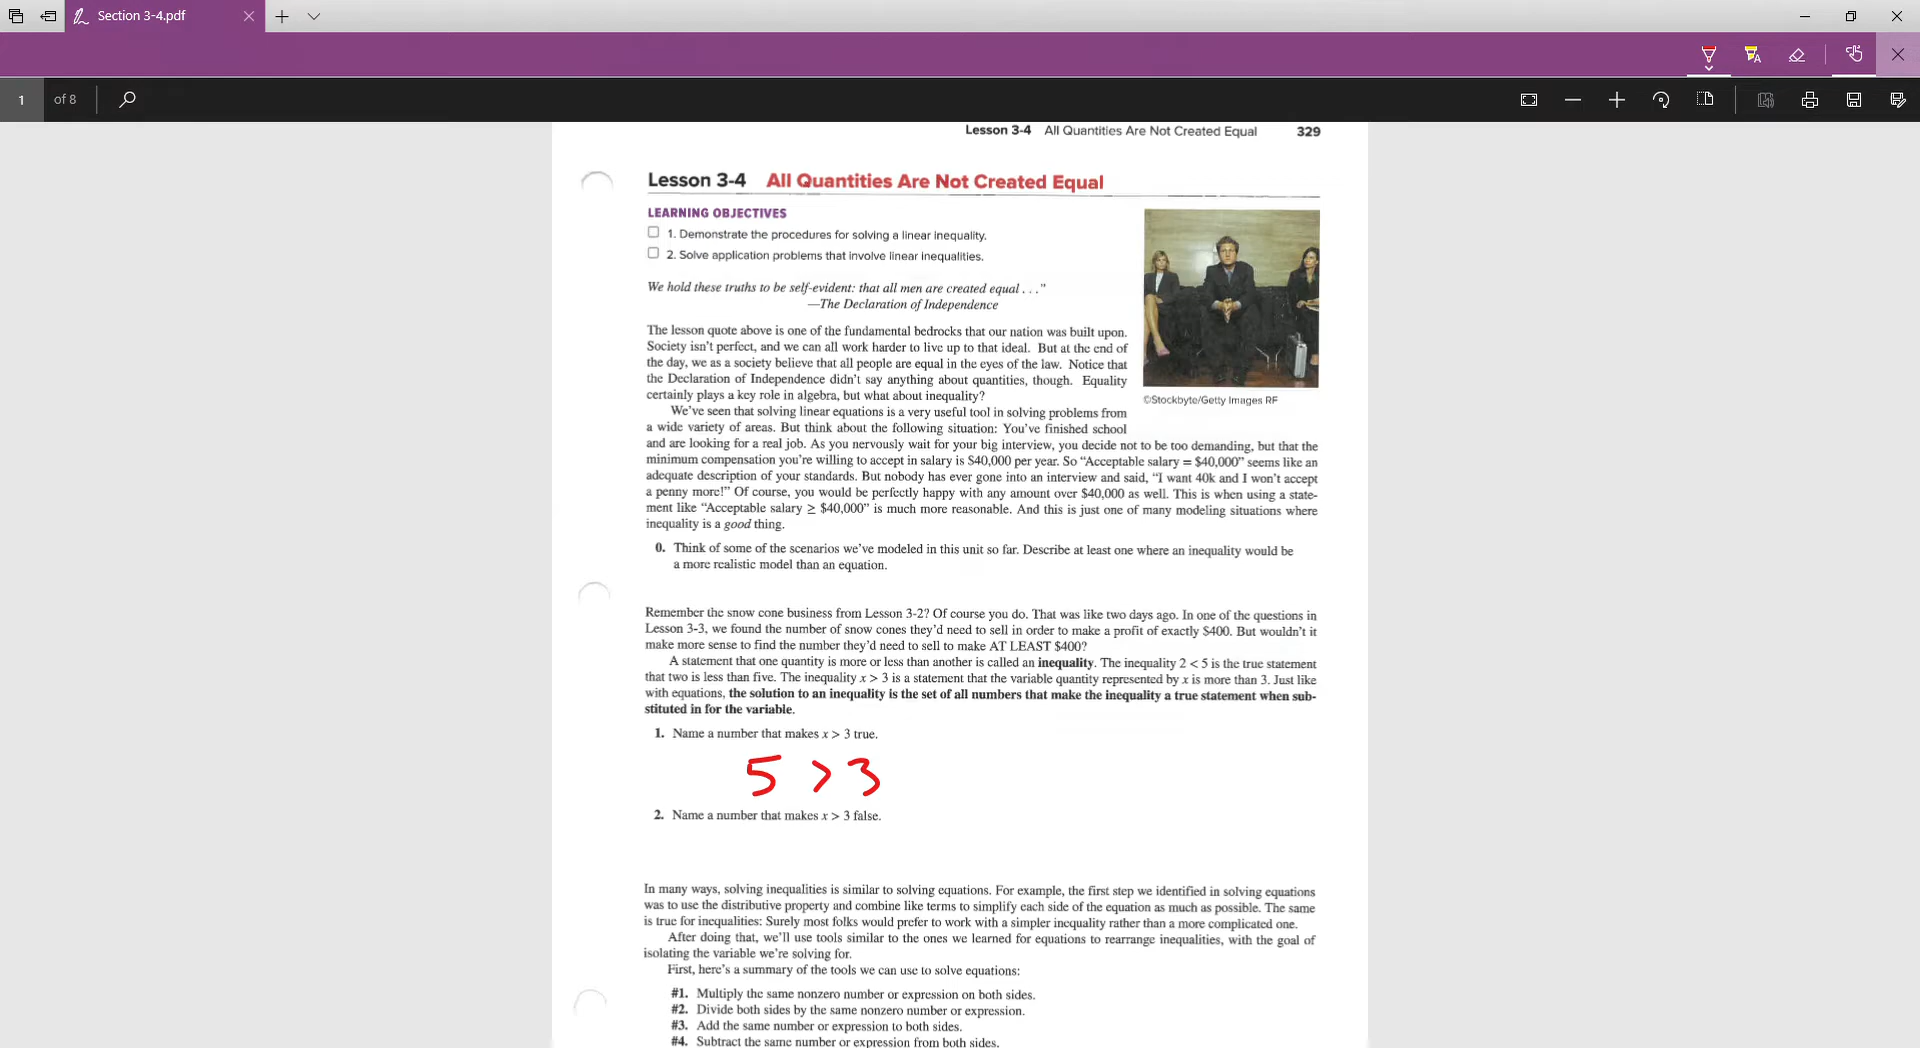 Section 3-4.pdf
1 of 8
Lesson 3-4 All Quantities Are Not Created Equal 329
Lesson 3-4 All Quantities Are Not Created Equal
LEARNING OBJECTIVES
1. Demonstrate the procedures for solving a linear inequality.
2. Solve application problems that involve linear inequalities.
We hold these truths to be self-evident: that all men are created equal . . ."
—The Declaration of Independence
The lesson quote above is one of the fundamental bedrocks that our nation was built upon.
Society isn't perfect, and we can all work harder to live up to that ideal. But at the end of
the day, we as a society believe that all people are equal in the eyes of the law. Notice that
the Declaration of Independence didn't say anything about quantities, though. Equality
certainly plays a key role in algebra, but what about inequality?
©Stockbyte/Getty Images RF
We've seen that solving linear equations is a very useful tool in solving problems from
a wide variety of areas. But think about the following situation: You've finished school
and are looking for a real job. As you nervously wait for your big interview, you decide not to be too demanding, but that the
minimum compensation you're willing to accept in salary is $40,000 per year. So "Acceptable salary = $40,000" seems like an
adequate description of your standards. But nobody has ever gone into an interview and said, "I want 40k and I won't accept
a penny more!" Of course, you would be perfectly happy with any amount over $40,000 as well. This is when using a state-
ment like "Acceptable salary ≥ $40,000" is much more reasonable. And this is just one of many modeling situations where
inequality is a good thing.
0. Think of some of the scenarios we've modeled in this unit so far. Describe at least one where an inequality would be
a more realistic model than an equation.
Remember the snow cone business from Lesson 3-2? Of course you do. That was like two days ago. In one of the questions in
Lesson 3-3, we found the number of snow cones they'd need to sell in order to make a profit of exactly $400. But wouldn't it
make more sense to find the number they'd need to sell to make AT LEAST $400?
A statement that one quantity is more or less than another is called an inequality. The inequality 2 < 5 is the true statement
that two is less than five. The inequality x > 3 is a statement that the variable quantity represented by x is more than 3. Just like
with equations, the solution to an inequality is the set of all numbers that make the inequality a true statement when sub-
stituted in for the variable.
1. Name a number that makes x > 3 true.
5 > 3
2. Name a number that makes x > 3 false.
In many ways, solving inequalities is similar to solving equations. For example, the first step we identified in solving equations
was to use the distributive property and combine like terms to simplify each side of the equation as much as possible. The same
is true for inequalities: Surely most folks would prefer to work with a simpler inequality rather than a more complicated one.
After doing that, we'll use tools similar to the ones we learned for equations to rearrange inequalities, with the goal of
isolating the variable we're solving for.
First, here's a summary of the tools we can use to solve equations:
#1. Multiply the same nonzero number or expression on both sides.
#2. Divide both sides by the same nonzero number or expression.
#3. Add the same number or expression to both sides.
#4. Subtract the same number or expression from both sides.